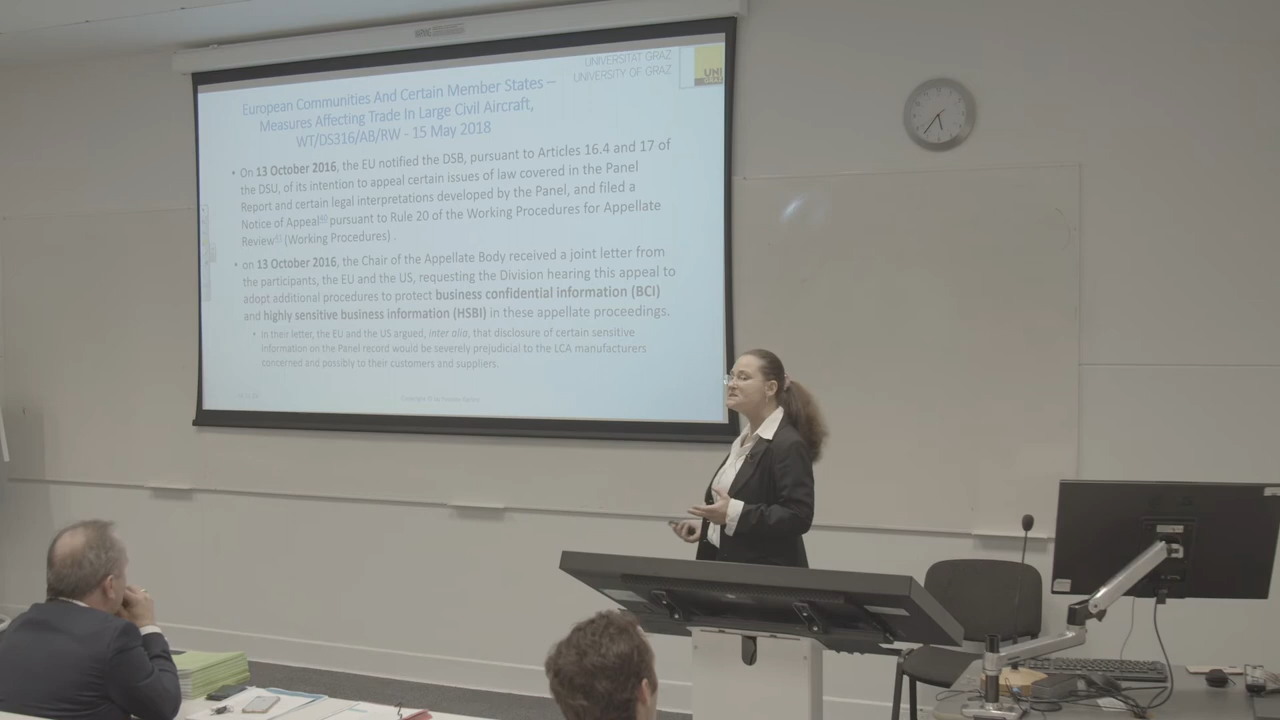 UNIVERSITAT GRAZ
UNIVERSITY OF GRAZ
UNI
GRAZ
European Communities And Certain Member States –
Measures Affecting Trade In Large Civil Aircraft,
WT/DS316/AB/RW - 15 May 2018
• On 13 October 2016, the EU notified the DSB, pursuant to Articles 16.4 and 17 of
the DSU, of its intention to appeal certain issues of law covered in the Panel
Report and certain legal interpretations developed by the Panel, and filed a
Notice of Appeal pursuant to Rule 20 of the Working Procedures for Appellate
Review (Working Procedures) .
• on 13 October 2016, the Chair of the Appellate Body received a joint letter from
the participants, the EU and the US, requesting the Division hearing this appeal to
adopt additional procedures to protect business confidential information (BCI)
and highly sensitive business information (HSBI) in these appellate proceedings.
• In their letter, the EU and the US argued, inter alia, that disclosure of certain sensitive
information on the Panel record would be severely prejudicial to the LCA manufacturers
concerned and possibly to their customers and suppliers.